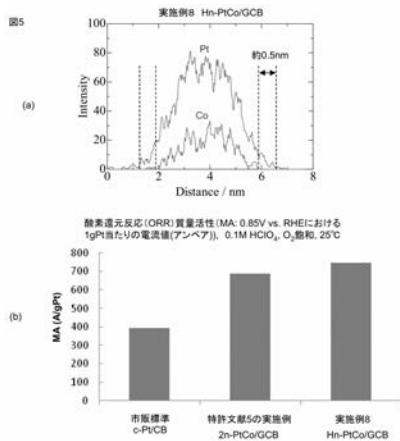 図5
実施例8 Hn-PtCo/GCB
(a)
Intensity
100
80
60
40
20
0
Pt
Co
約0.5nm
0 2 4 6 8
Distance / nm
酸素還元反応(ORR)質量活性(MA: 0.85V vs. RHEにおける
1gPt当たりの電流値(アンペア)), 0.1M HClO₄, O₂飽和, 25℃
(b)
MA (A/gPt)
800
700
600
500
400
300
200
100
0
市販標準
c-Pt/CB
特許文献5の実施例
2n-PtCo/GCB
実施例8
Hn-PtCo/GCB